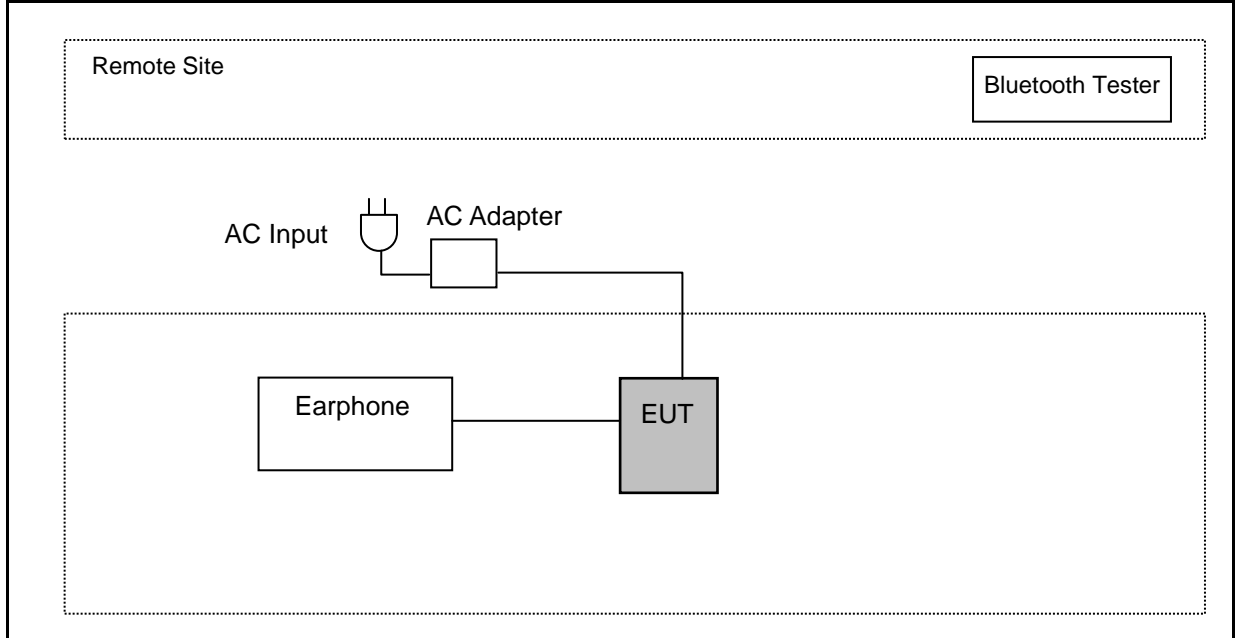 Remote Site
Bluetooth Tester
AC Adapter
AC Input
Earphone
EUT